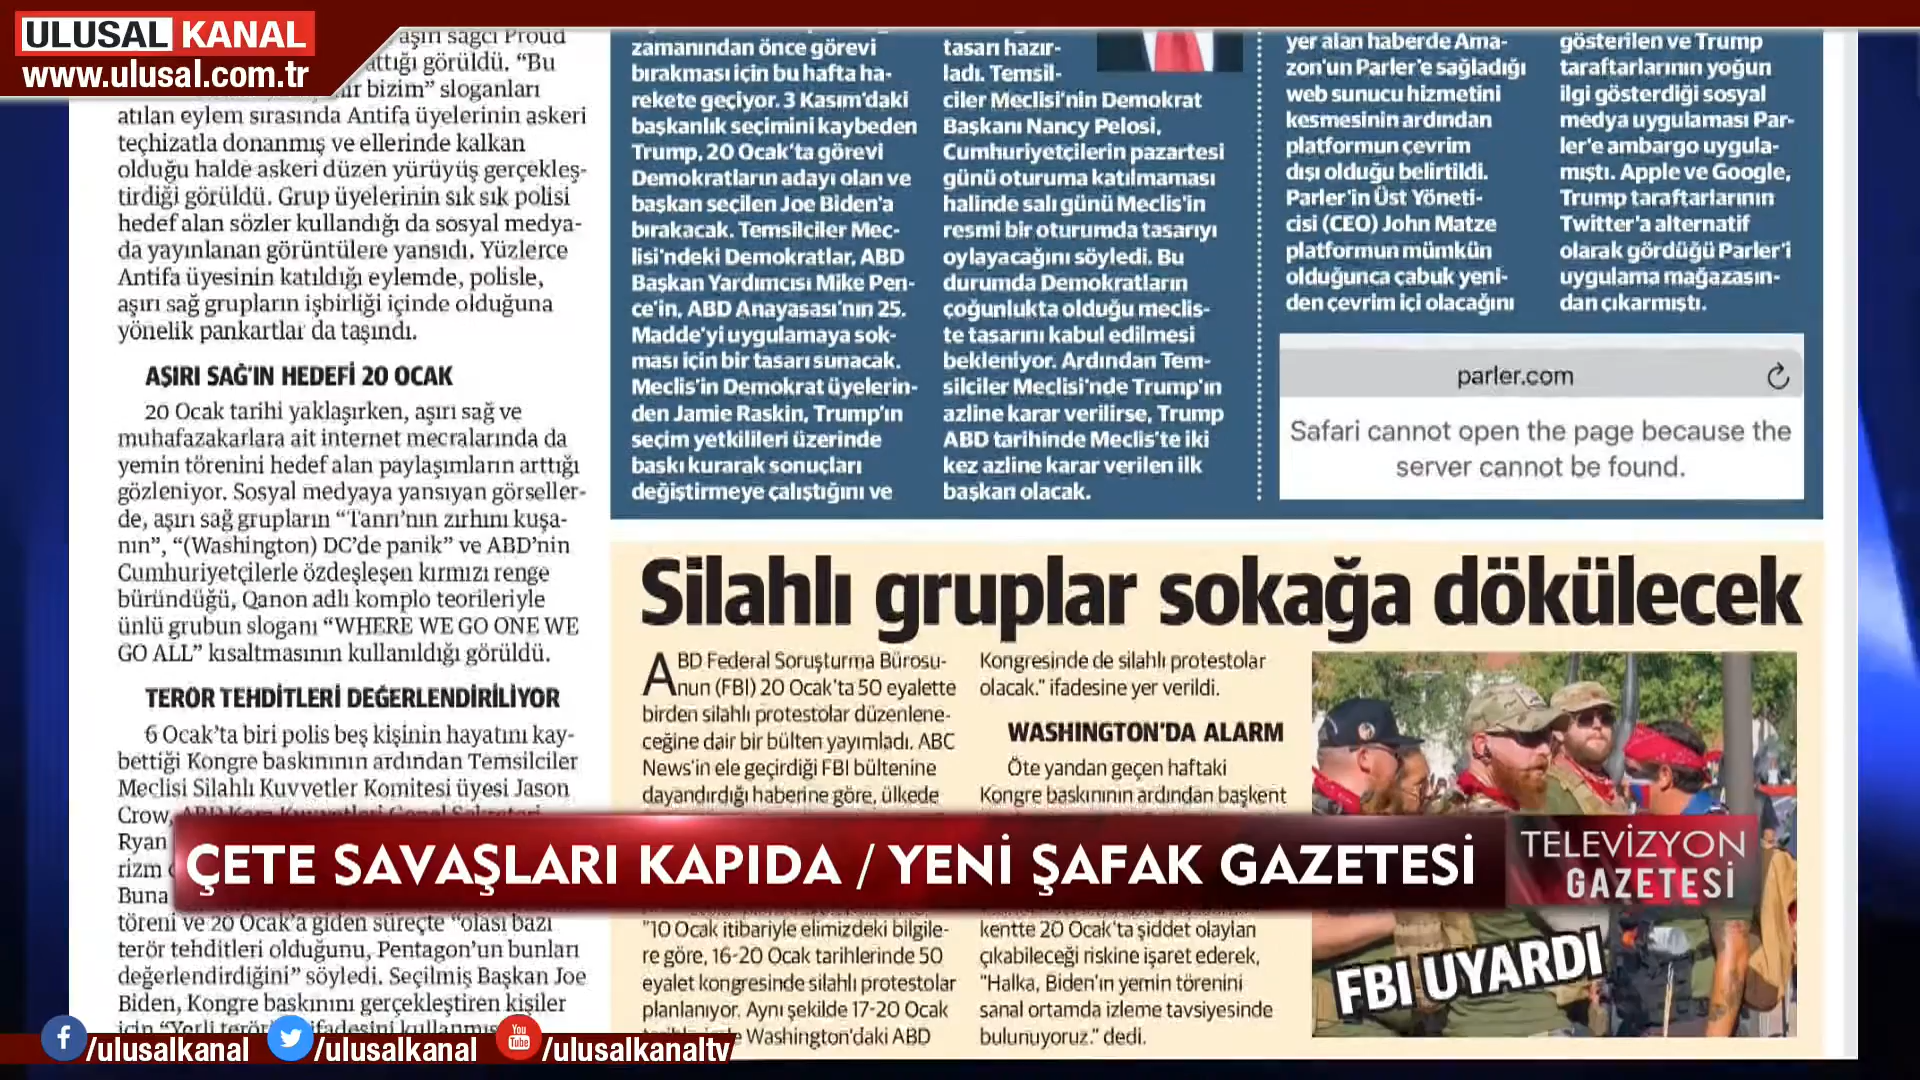 ULUSAL KANAL
www.ulusal.com.tr
aşırı sağcı Proud
attığı görüldü. “Bu
bizim” sloganları
atılan eylem sırasında Antifa üyelerinin askeri
teçhizatla donanmış ve ellerinde kalkan
olduğu halde askeri düzen yürüyüş gerçekleş-
tirdiği görüldü. Grup üyelerinin sık sık polisi
hedef alan sözler kullandığı da sosyal medya-
da yayınlanan görüntülere yansıdı. Yüzlerce
Antifa üyesinin katıldığı eylemde, polisle,
aşırı sağ grupların işbirliği içinde olduğuna
yönelik pankartlar da taşındı.
AŞIRI SAĞ’IN HEDEFİ 20 OCAK
20 Ocak tarihi yaklaşırken, aşırı sağ ve
muhafazakarlara ait internet mecralarında da
yemin törenini hedef alan paylaşımların arttığı
gözleniyor. Sosyal medyaya yansıyan görseller-
de, aşırı sağ grupların “Tanrı’nın zırhını kuşa-
nın”, “(Washington) DC’de panik” ve ABD’nin
Cumhuriyetçilerle özdeşleşen kırmızı renge
büründüğü, Qanon adlı komplo teorileriyle
ünlü grubun sloganı “WHERE WE GO ONE WE
GO ALL” kısaltmasının kullanıldığı görüldü.
TERÖR TEHDİTLERİ DEĞERLENDİRİLİYOR
6 Ocak’ta biri polis beş kişinin hayatını kay-
bettiği Kongre baskınının ardından Temsilciler
Meclisi Silahlı Kuvvetler Komitesi üyesi Jason
Crow, ABD Kara Kuvvetleri Genel Sekreteri
Ryan
rizm
Buna
töreni ve 20 Ocak’a giden süreçte “olası bazı
terör tehditleri olduğunu, Pentagon’un bunları
değerlendirdiğini” söyledi. Seçilmiş Başkan Joe
Biden, Kongre baskınını gerçekleştiren kişiler
için “Yerli terör ifadesini
zamanından önce görevi
bırakması için bu hafta ha-
rekete geçiyor. 3 Kasım'daki
başkanlık seçimini kaybeden
Trump, 20 Ocak'ta görevi
Demokratların adayı olan ve
başkan seçilen Joe Biden'a
bırakacak. Temsilciler Mec-
lisi'ndeki Demokratlar, ABD
Başkan Yardımcısı Mike Pen-
ce'in, ABD Anayasası'nın 25.
Madde'yi uygulamaya sok-
ması için bir tasarı sunacak.
Meclis'in Demokrat üyelerin-
den Jamie Raskin, Trump'ın
seçim yetkilileri üzerinde
baskı kurarak sonuçları
değiştirmeye çalıştığını ve
tasarı hazır-
ladı. Temsil-
ciler Meclisi'nin Demokrat
Başkanı Nancy Pelosi,
Cumhuriyetçilerin pazartesi
günü oturuma katılmaması
halinde salı günü Meclis'in
resmi bir oturumda tasarıyı
oylayacağını söyledi. Bu
durumda Demokratların
çoğunlukta olduğu meclis-
te tasarını kabul edilmesi
bekleniyor. Ardından Tem-
silciler Meclisi'nde Trump'ın
azline karar verilirse, Trump
ABD tarihinde Meclis'te iki
kez azline karar verilen ilk
başkan olacak.
yer alan haberde Ama-
zon'un Parler'e sağladığı
web sunucu hizmetini
kesmesinin ardından
platformun çevrim
dışı olduğu belirtildi.
Parler'in Üst Yöneti-
cisi (CEO) John Matze
platformun mümkün
olduğunca çabuk yeni-
den çevrim içi olacağını
gösterilen ve Trump
taraftarlarının yoğun
ilgi gösterdiği sosyal
medya uygulaması Par-
ler'e ambargo uygula-
mıştı. Apple ve Google,
Trump taraftarlarının
Twitter'a alternatif
olarak gördüğü Parler'i
uygulama mağazasın-
dan çıkarmıştı.
parler.com
Safari cannot open the page because the
server cannot be found.
Silahlı gruplar sokağa dökülecek
ABD Federal Soruşturma Bürosu-
nun (FBI) 20 Ocak'ta 50 eyalette
birden silahlı protestolar düzenlene-
ceğine dair bir bülten yayımladı. ABC
News'in ele geçirdiği FBI bültenine
dayandırdığı haberine göre, ülkede
"10 Ocak itibariyle elimizdeki bilgile-
re göre, 16-20 Ocak tarihlerinde 50
eyalet kongresinde silahlı protestolar
planlanıyor. Aynı şekilde 17-20 Ocak
Washington'daki ABD
Kongresinde de silahlı protestolar
olacak." ifadesine yer verildi.
WASHINGTON'DA ALARM
Öte yandan geçen haftaki
Kongre baskınının ardından başkent
kentte 20 Ocak'ta şiddet olayları
çıkabileceği riskine işaret ederek,
"Halka, Biden'ın yemin törenini
sanal ortamda izleme tavsiyesinde
bulunuyoruz." dedi.
FBI UYARDI
ÇETE SAVAŞLARI KAPIDA / YENİ ŞAFAK GAZETESİ
TELEVİZYON
GAZETESİ
/ulusalkanal
/ulusalkanal
You
Tube
/ulusalkanaltv